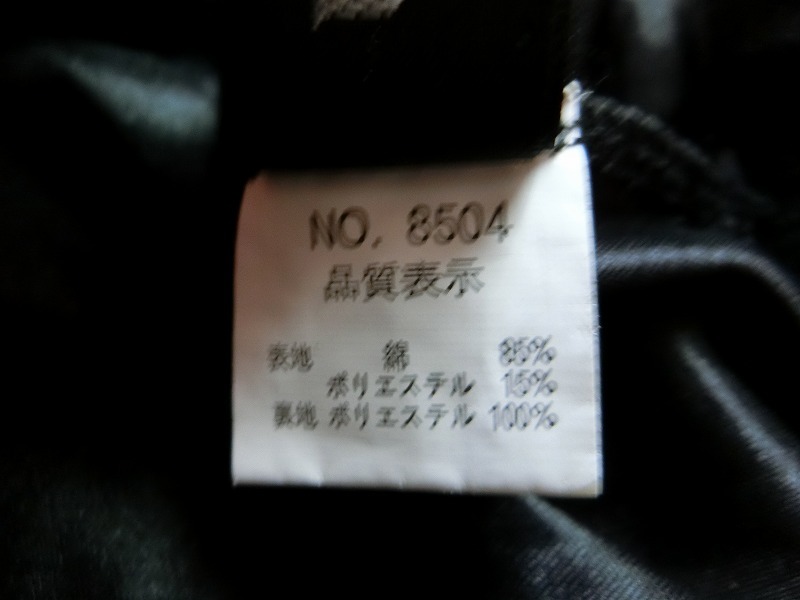 NO. 8504
品質表示
表地 綿 85%
ポリエステル 15%
裏地 ポリエステル 100%